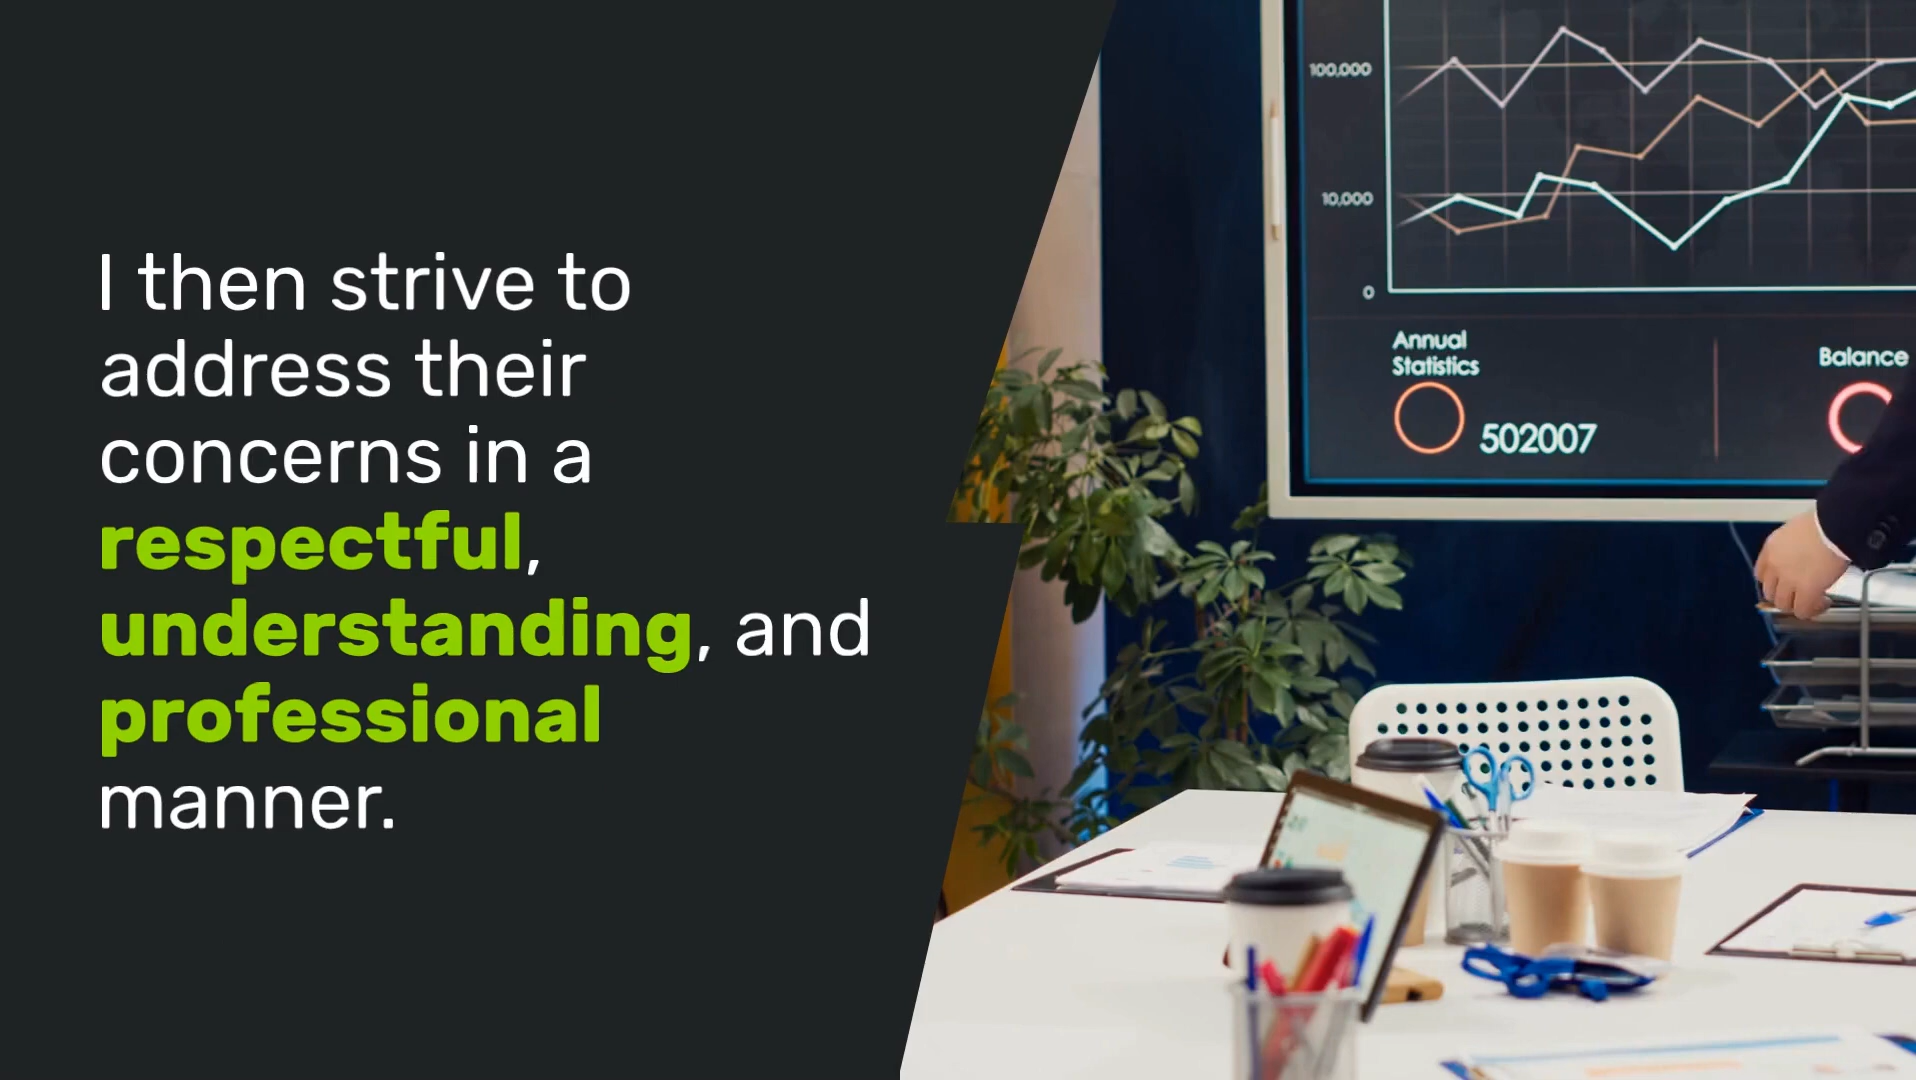 I then strive to
address their
concerns in a
respectful,
understanding, and
professional
manner.
100,000
10,000
0
Annual
Statistics
502007
Balance